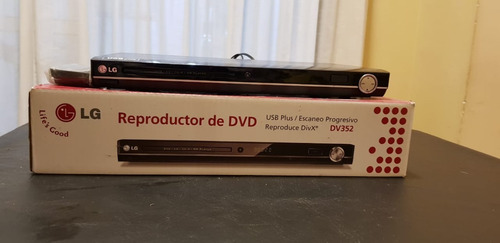 LG
LG
Life's Good
Reproductor de DVD
USB Plus / Escaneo Progresivo
Reproduce DivX®
DV352
LG